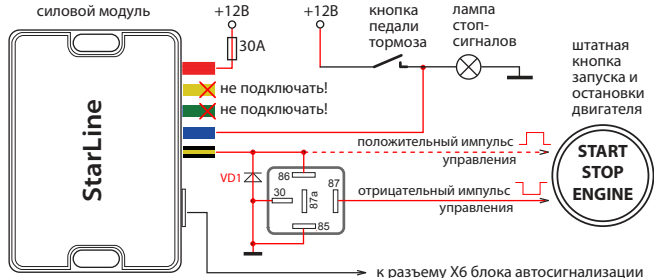 силовой модуль
+12В
+12В
кнопка
педали
тормоза
лампа
стоп-
сигналов
30А
штатная
кнопка
запуска и
остановки
двигателя
не подключать!
не подключать!
StarLine
положительный импульс
управления
START
STOP
ENGINE
VD1
86
30
87a
87
85
отрицательный импульс
управления
к разъему X6 блока автосигнализации